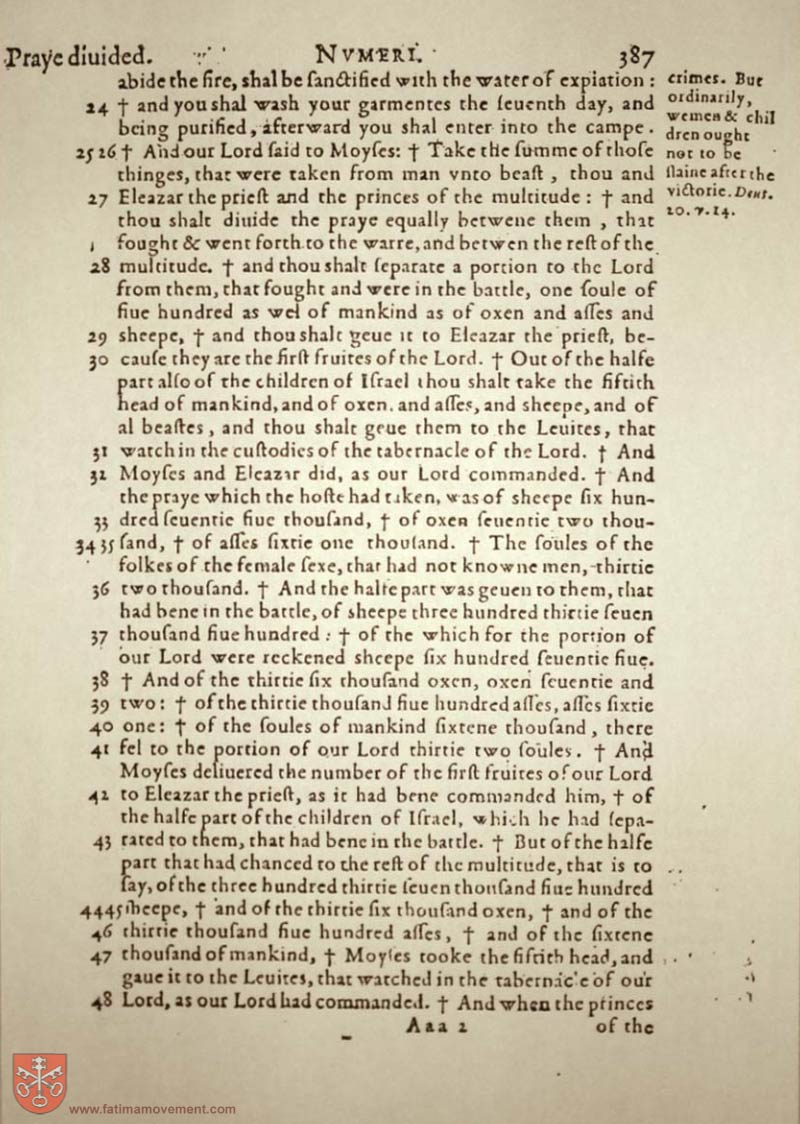 Praye diuided. NVMERI. 387
abide the fire, shal be ſanctified with the water of expiation :
24 † and you shal wash your garmentes the ſeuenth day, and
being purified, afterward you shal enter into the campe .
25 26 † And our Lord ſaid to Moyſes: † Take the ſumme of thoſe
thinges, that were taken from man vnto beaſt , thou and
27 Eleazar the prieſt and the princes of the multitude : † and
thou shalt diuide the praye equally betwene them , that
fought & went forth to the warre, and betwen the reſt of the
28 multitude. † and thou shalt ſeparate a portion to the Lord
from them, that fought and were in the battle, one ſoule of
fiue hundred as wel of mankind as of oxen and aſſes and
29 sheepe, † and thou shalt geue it to Eleazar the prieſt, be-
30 cauſe they are the firſt fruites of the Lord. † Out of the halfe
part alſo of the children of Iſrael thou shalt take the fiftith
head of mankind, and of oxen. and aſſes, and sheepe, and of
al beaſtes , and thou shalt geue them to the Leuites, that
31 watch in the cuſtodies of the tabernacle of the Lord. † And
32 Moyſes and Eleazar did, as our Lord commanded. † And
the praye which the hoſte had taken, was of sheepe ſix hun-
33 dred ſeuentie fiue thouſand, † of oxen ſeuentie two thou-
34 35 ſand, † of aſſes ſixtie one thouſand. † The ſoules of the
folkes of the female ſexe, that had not knowne men, thirtie
36 two thouſand. † And the halfe part was geuen to them, that
had bene in the battle, of sheepe three hundred thirtie ſeuen
37 thouſand fiue hundred : † of the which for the portion of
our Lord were reckened sheepe ſix hundred ſeuentie fiue.
38 † And of the thirtie ſix thouſand oxen, oxen ſeuentie and
39 two : † of the thirtie thouſand fiue hundred aſſes, aſſes ſixtie
40 one : † of the ſoules of mankind ſixtene thouſand , there
41 fel to the portion of our Lord thirtie two ſoules . † And
Moyſes deliuered the number of the firſt fruites of our Lord
42 to Eleazar the prieſt, as it had bene commanded him, † of
the halfe part of the children of Iſrael, which he had ſepa-
43 rated to them, that had bene in the battle. † But of the halfe
part that had chanced to the reſt of the multitude, that is to
ſay, of the three hundred thirtie ſeuen thouſand fiue hundred
44 45 sheepe, † and of the thirtie ſix thouſand oxen, † and of the
46 thirtie thouſand fiue hundred aſſes , † and of the ſixtene
47 thouſand of mankind, † Moyſes tooke the fiftith head, and
gaue it to the Leuites, that watched in the tabernacle of our
48 Lord, as our Lord had commanded. † And when the princes
Aaa 2 of the
crimes. But
ordinarily,
wemen & chil
dren ought
not to be
ſlaine after the
victorie. Deut.
20. v. 14.
www.fatimamovement.com